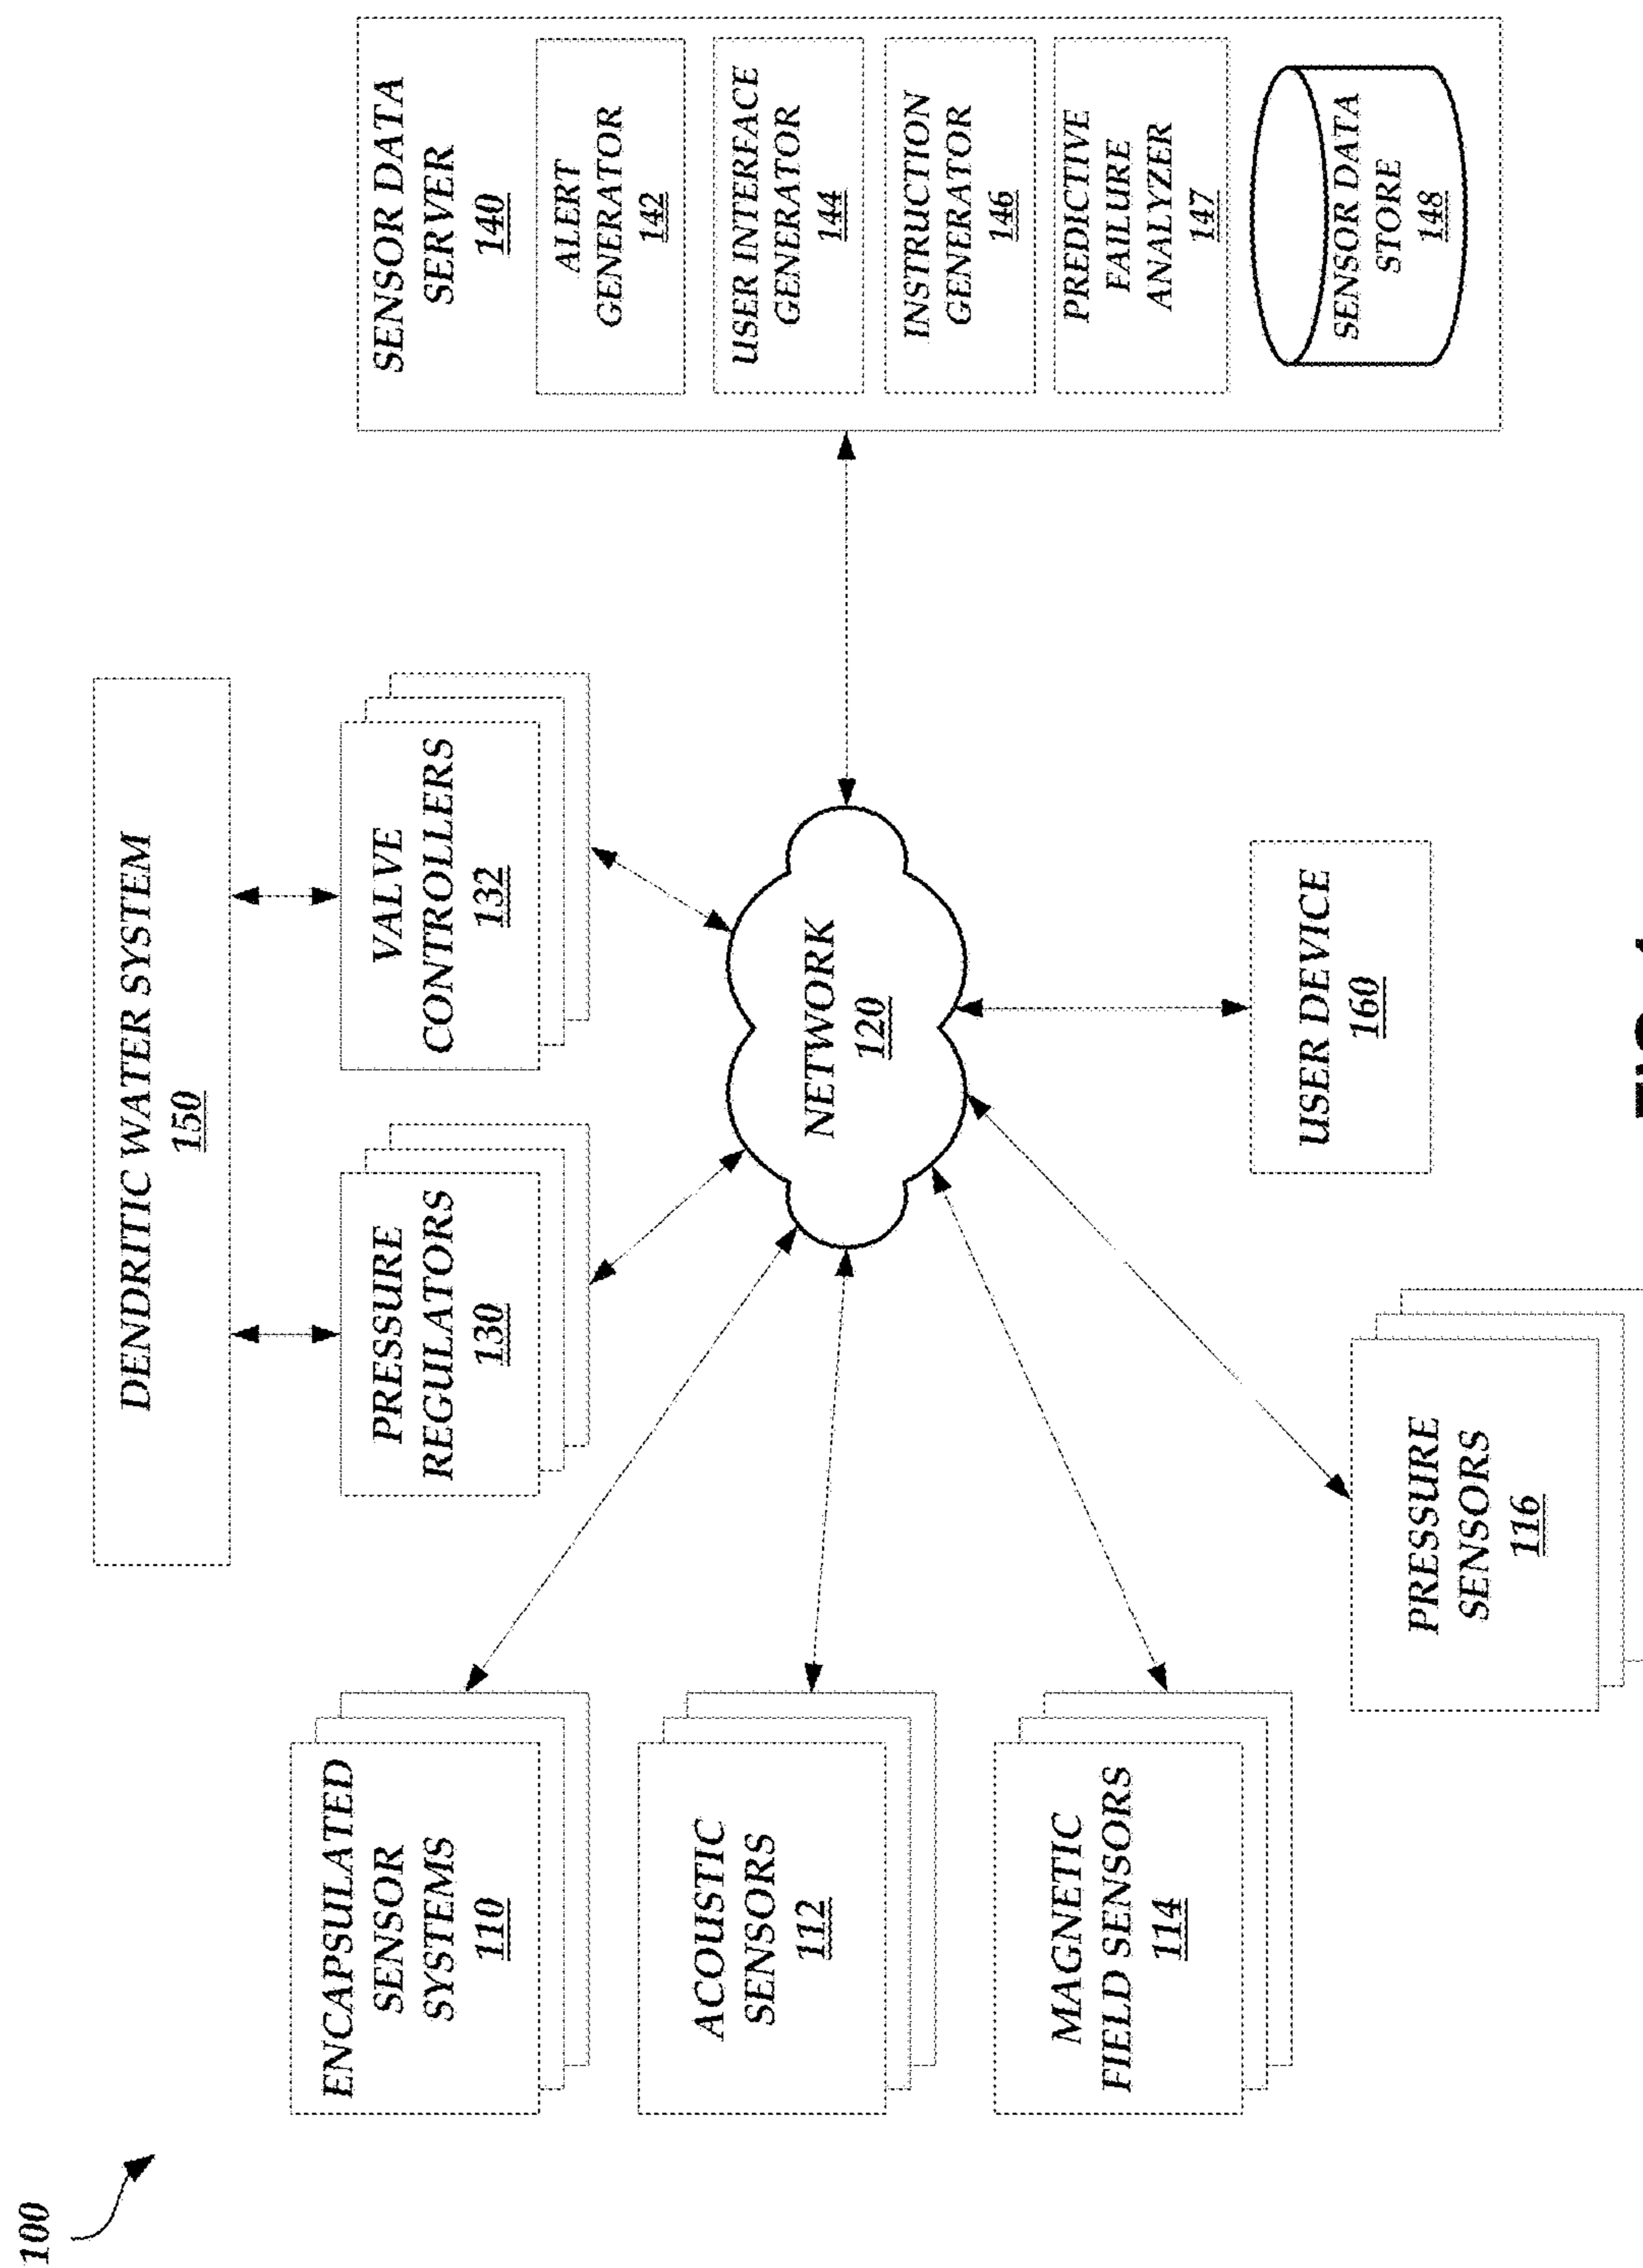 100
DENDRITIC WATER SYSTEM
150
PRESSURE
REGULATORS
130
VALVE
CONTROLLERS
132
ENCAPSULATED
SENSOR
SYSTEMS
110
ACOUSTIC
SENSORS
112
MAGNETIC
FIELD SENSORS
114
PRESSURE
SENSORS
116
NETWORK
120
USER DEVICE
160
SENSOR DATA
SERVER
140
ALERT
GENERATOR
142
USER INTERFACE
GENERATOR
144
INSTRUCTION
GENERATOR
146
PREDICTIVE
FAILURE
ANALYZER
147
SENSOR DATA
STORE
148